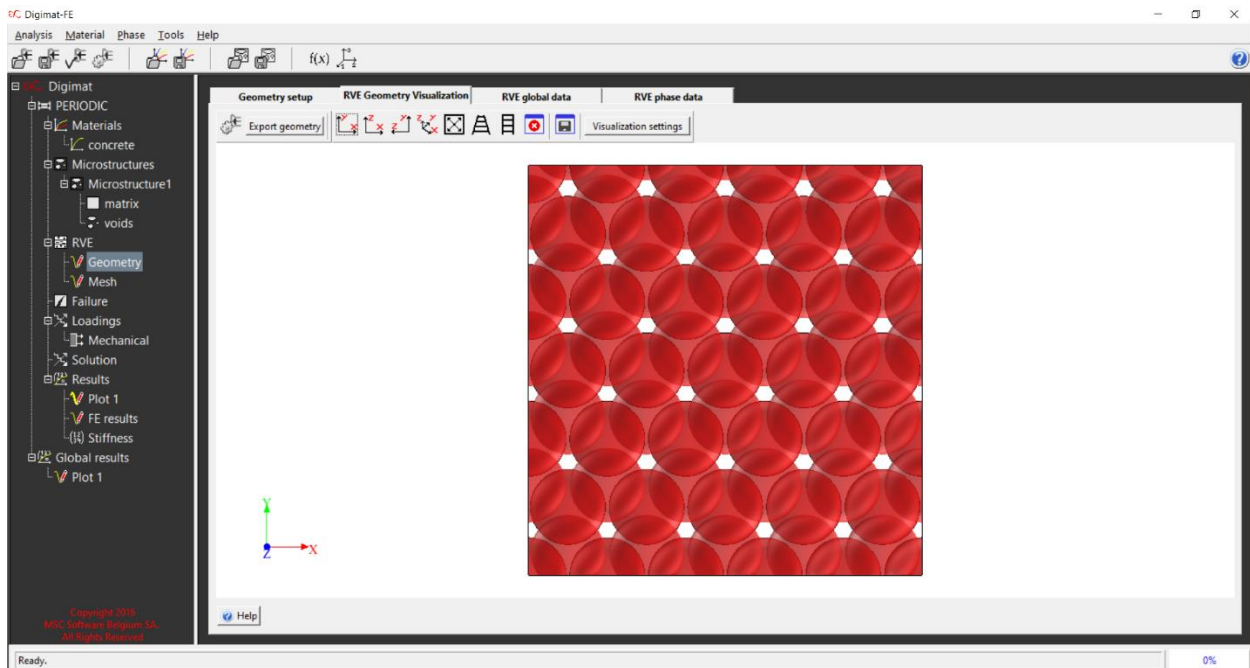 Digimat-FE
Analysis Material Phase Tools Help
f(x)
Digimat
PERIODIC
Materials
concrete
Microstructures
Microstructure1
matrix
voids
RVE
Geometry
Mesh
Failure
Loadings
Mechanical
Solution
Results
Plot 1
FE results
Stiffness
Global results
Plot 1
Copyright 2016
MSC Software Belgium SA.
All Rights Reserved
Geometry setup RVE Geometry Visualization RVE global data RVE phase data
Export geometry Visualization settings
Y
Z X
Help
Ready. 0%